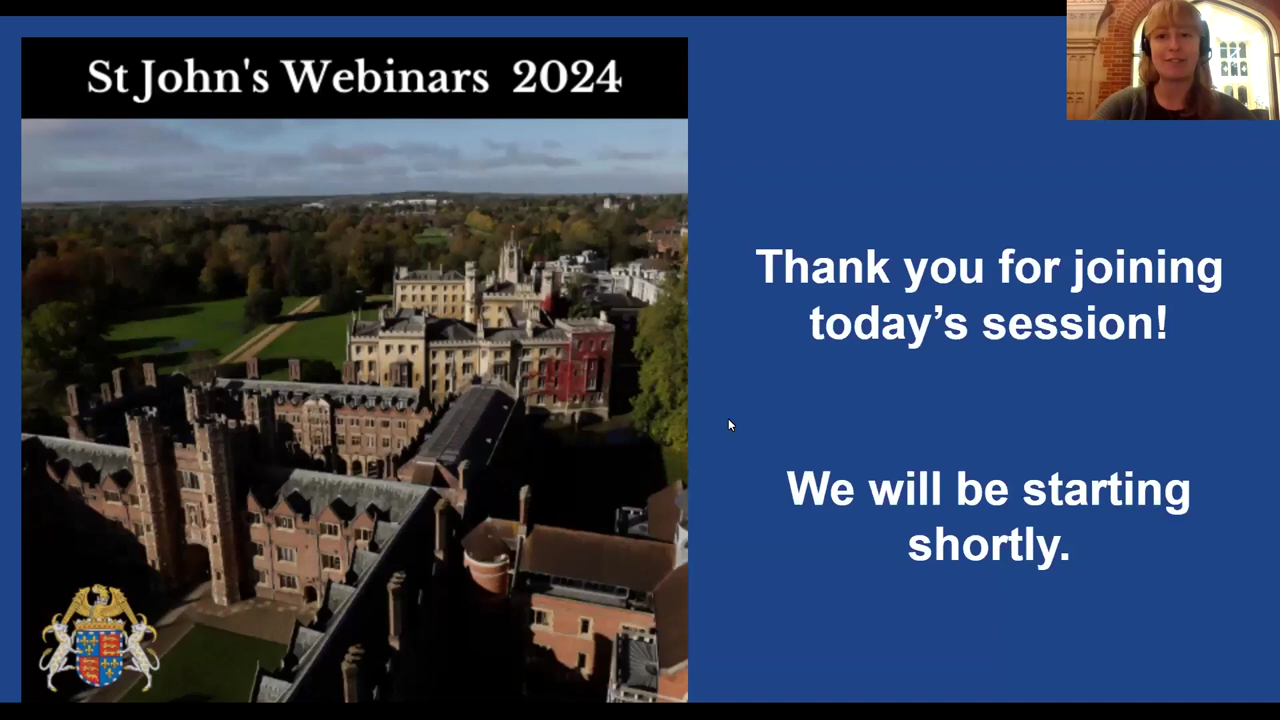 St John's Webinars 2024
Thank you for joining
today’s session!
We will be starting
shortly.